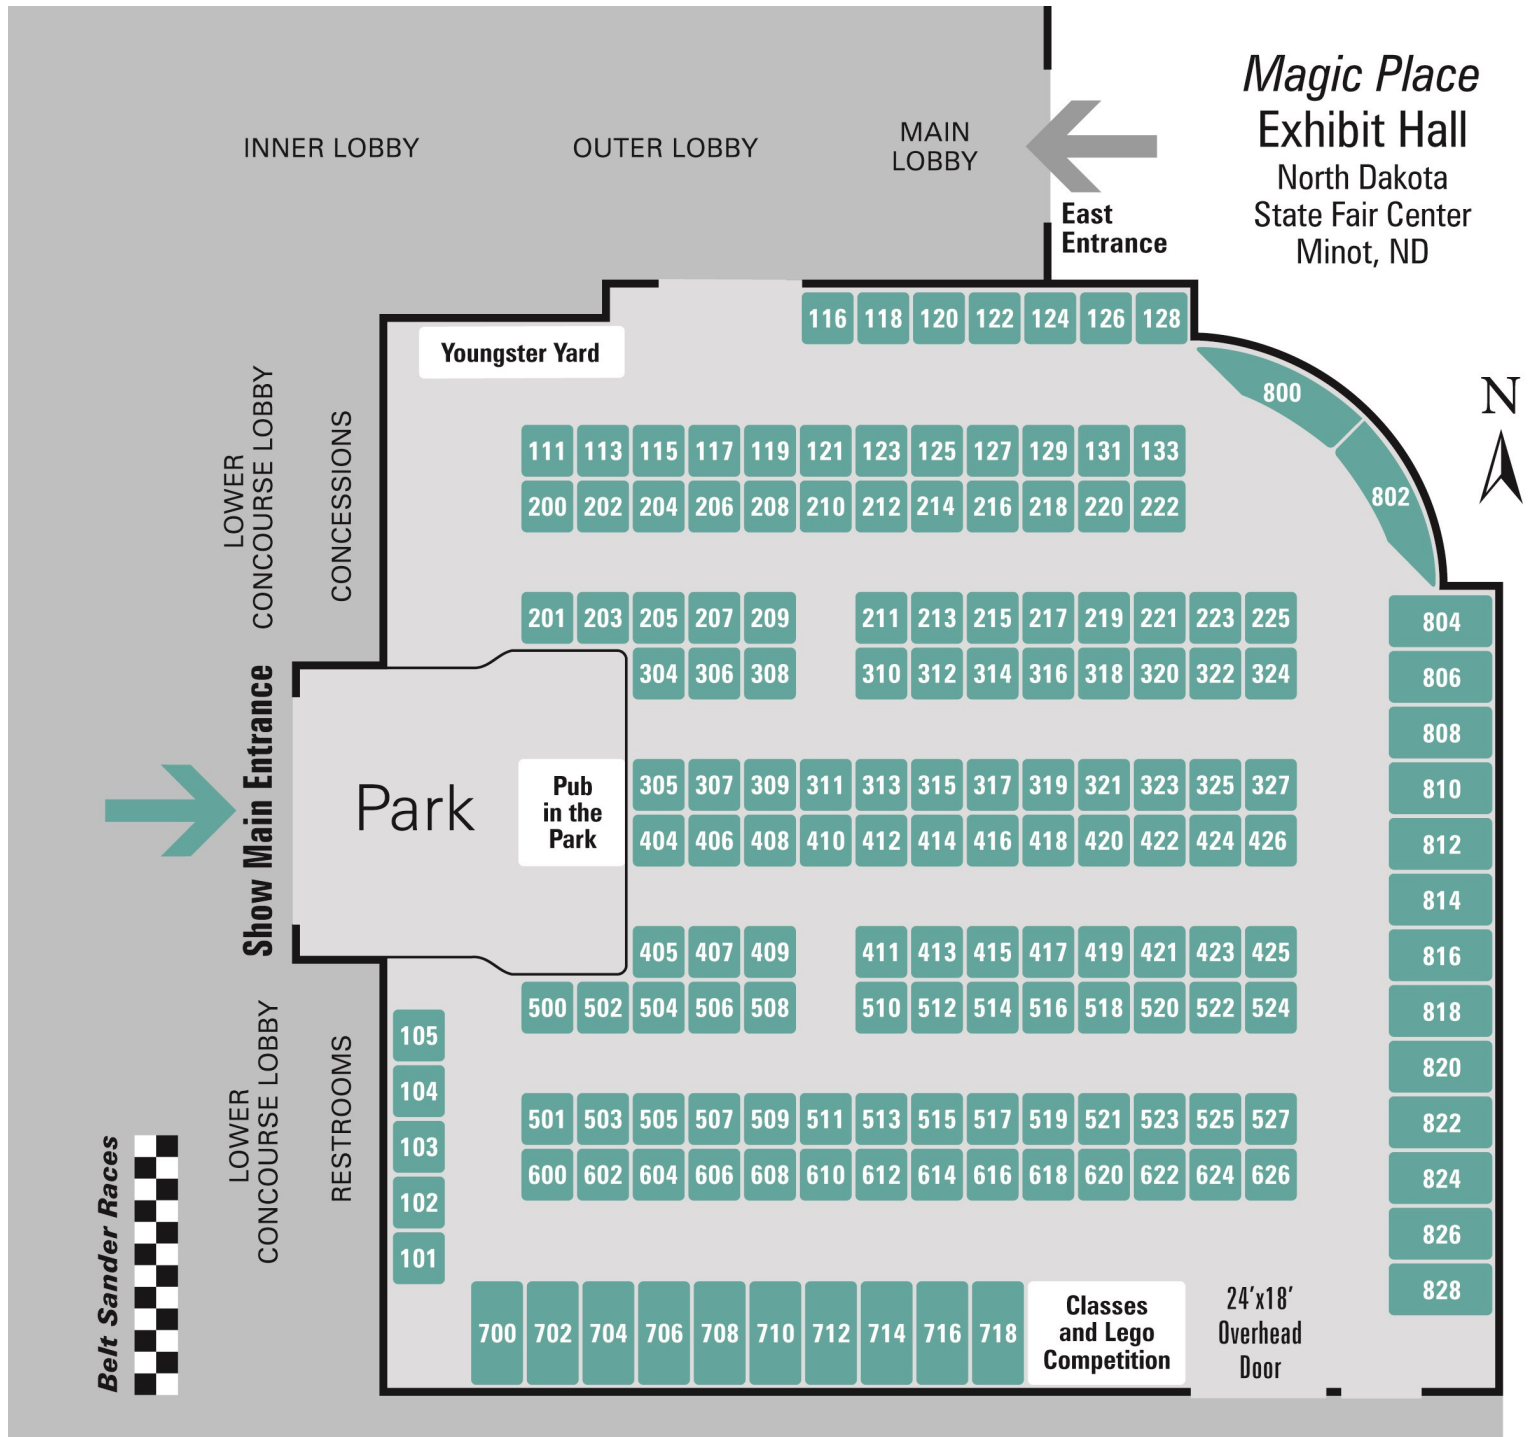 Magic Place
Exhibit Hall
North Dakota
State Fair Center
Minot, ND
INNER LOBBY
OUTER LOBBY
MAIN
LOBBY
East
Entrance
N
116 118 120 122 124 126 128
Youngster Yard
800
802
LOWER
CONCOURSE LOBBY
CONCESSIONS
111 113 115 117 119 121 123 125 127 129 131 133
200 202 204 206 208 210 212 214 216 218 220 222
201 203 205 207 209 211 213 215 217 219 221 223 225
304 306 308 310 312 314 316 318 320 322 324
Show Main Entrance
Park
Pub
in the
Park
305 307 309 311 313 315 317 319 321 323 325 327
404 406 408 410 412 414 416 418 420 422 424 426
405 407 409 411 413 415 417 419 421 423 425
500 502 504 506 508 510 512 514 516 518 520 522 524
LOWER
CONCOURSE LOBBY
RESTROOMS
105
104
103
102
101
501 503 505 507 509 511 513 515 517 519 521 523 525 527
600 602 604 606 608 610 612 614 616 618 620 622 624 626
804
806
808
810
812
814
816
818
820
822
824
826
828
Belt Sander Races
700 702 704 706 708 710 712 714 716 718
Classes
and Lego
Competition
24'x18'
Overhead
Door